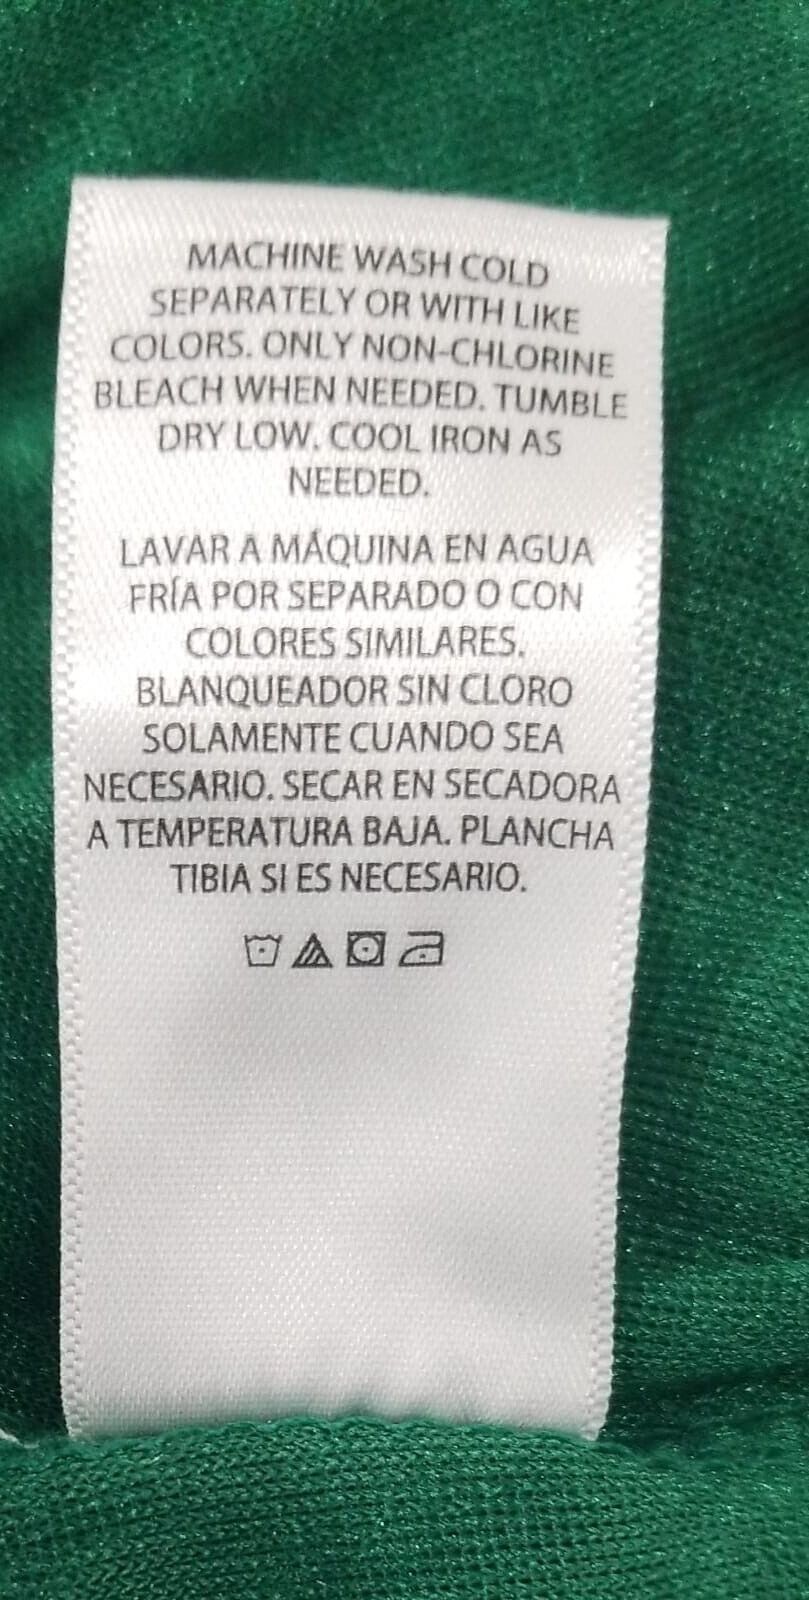 MACHINE WASH COLD
SEPARATELY OR WITH LIKE
COLORS. ONLY NON-CHLORINE
BLEACH WHEN NEEDED. TUMBLE
DRY LOW. COOL IRON AS
NEEDED.
LAVAR A MÁQUINA EN AGUA
FRÍA POR SEPARADO O CON
COLORES SIMILARES.
BLANQUEADOR SIN CLORO
SOLAMENTE CUANDO SEA
NECESARIO. SECAR EN SECADORA
A TEMPERATURA BAJA. PLANCHA
TIBIA SI ES NECESARIO.